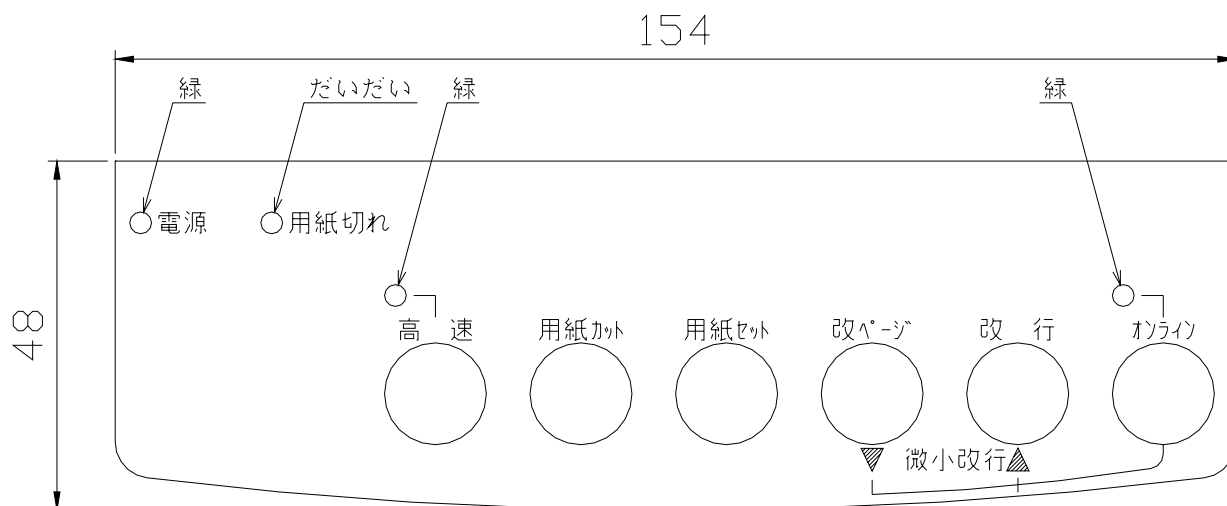 154
緑 だいだい 緑 緑
電源 用紙切れ
48
高 速 用紙ｶｯﾄ 用紙ｾｯﾄ 改ﾍﾟｰｼﾞ 改 行 ｵﾝﾗｲﾝ
微小改行